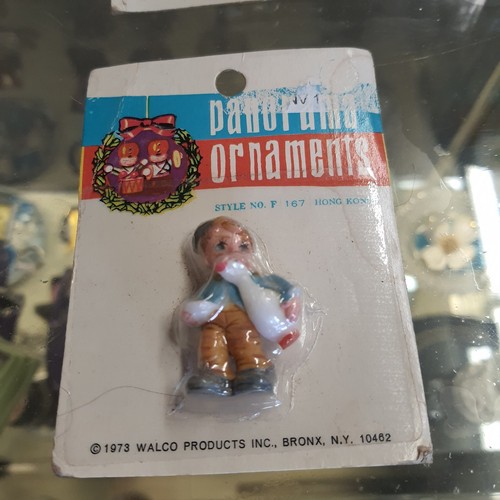 panorama
ornaments
STYLE NO. P 167 HONG KONG
© 1973 WALCO PRODUCTS INC., BRONX, N.Y. 10462